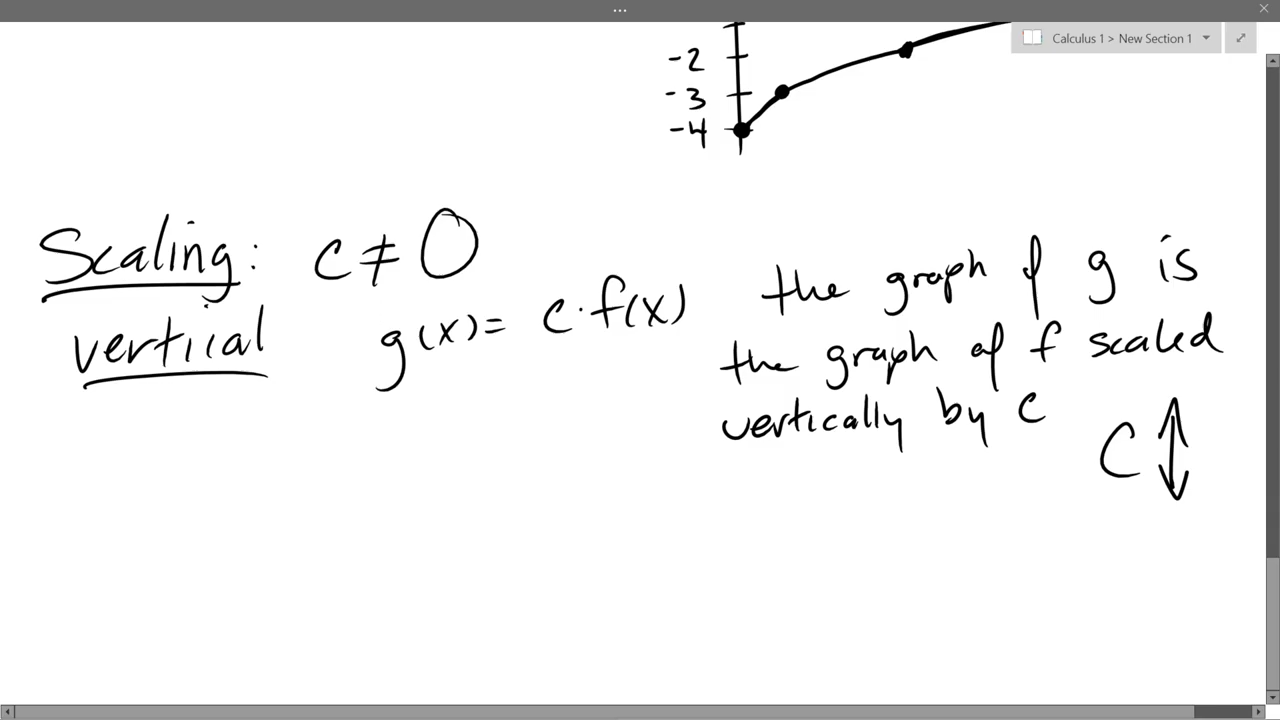 ...
Calculus 1 > New Section 1
-2
-3
-4
Scaling: c ≠ 0
vertical g(x) = c·f(x)
the graph of g is
the graph of f scaled
vertically by c
C ↕